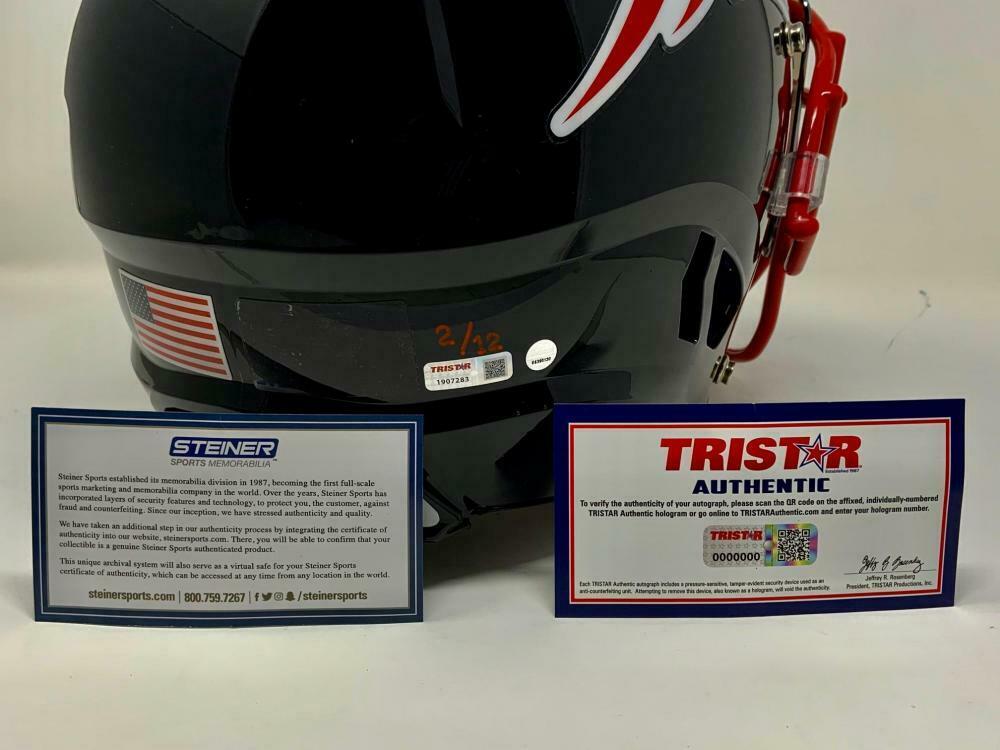 2/12
TRISTAR
1907283
STEINER
SPORTS MEMORABILIA™
Steiner Sports established its memorabilia division in 1987, becoming the first full-scale
sports marketing and memorabilia company in the world. Over the years, Steiner Sports has
incorporated layers of security features and technology, to protect you, the customer, against
fraud and counterfeiting. Since our inception, we have stressed authenticity and quality.
We have taken an additional step in our authenticity process by integrating the certificate of
authenticity into our website, steinersports.com. There, you will be able to confirm that your
collectible is a genuine Steiner Sports authenticated product.
This unique archival system will also serve as a virtual safe for your Steiner Sports
certificate of authenticity, which can be accessed at any time from any location in the world.
steinersports.com | 800.759.7267 | /steinersports
TRISTAR
Established 1987
AUTHENTIC
To verify the authenticity of your autograph, please scan the QR code on the affixed, individually-numbered
TRISTAR Authentic hologram or go online to TRISTARAuthentic.com and enter your hologram number.
TRISTAR
0000000
Jeffrey R. Rosenberg
President, TRISTAR Productions, Inc.
Each TRISTAR Authentic autograph includes a pressure-sensitive, tamper-evident security device used as an
anti-counterfeiting unit. Attempting to remove this device, also known as a hologram, will void the authenticity.